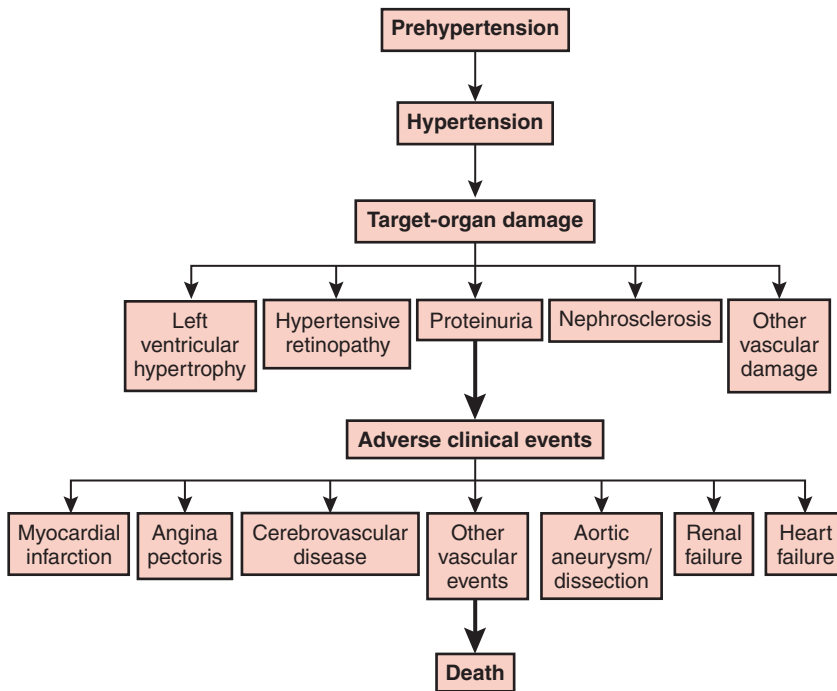 Prehypertension
Hypertension
Target-organ damage
Left
ventricular
hypertrophy
Hypertensive
retinopathy
Proteinuria
Nephrosclerosis
Other
vascular
damage
Adverse clinical events
Myocardial
infarction
Angina
pectoris
Cerebrovascular
disease
Other
vascular
events
Aortic
aneurysm/
dissection
Renal
failure
Heart
failure
Death